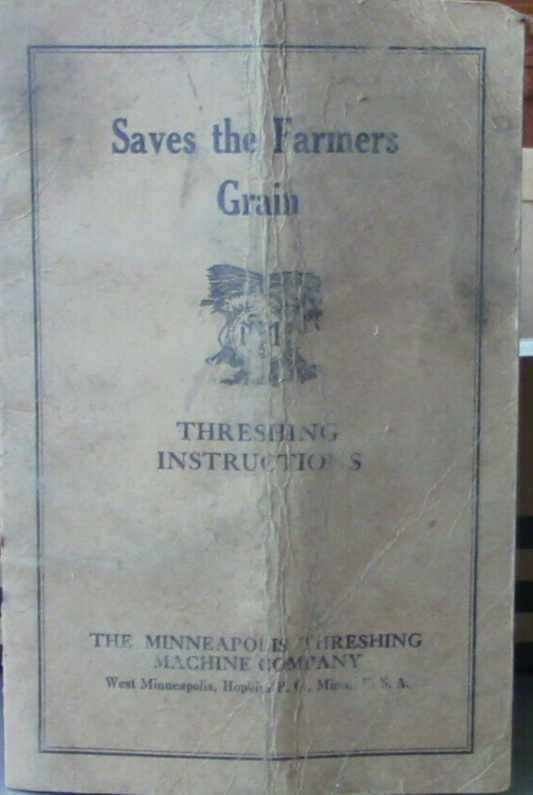 Saves the Farmers
Grain
THRESHING
INSTRUCTIONS
THE MINNEAPOLIS THRESHING
MACHINE COMPANY
West Minneapolis, Hopkins P. O., Minn., U. S. A.